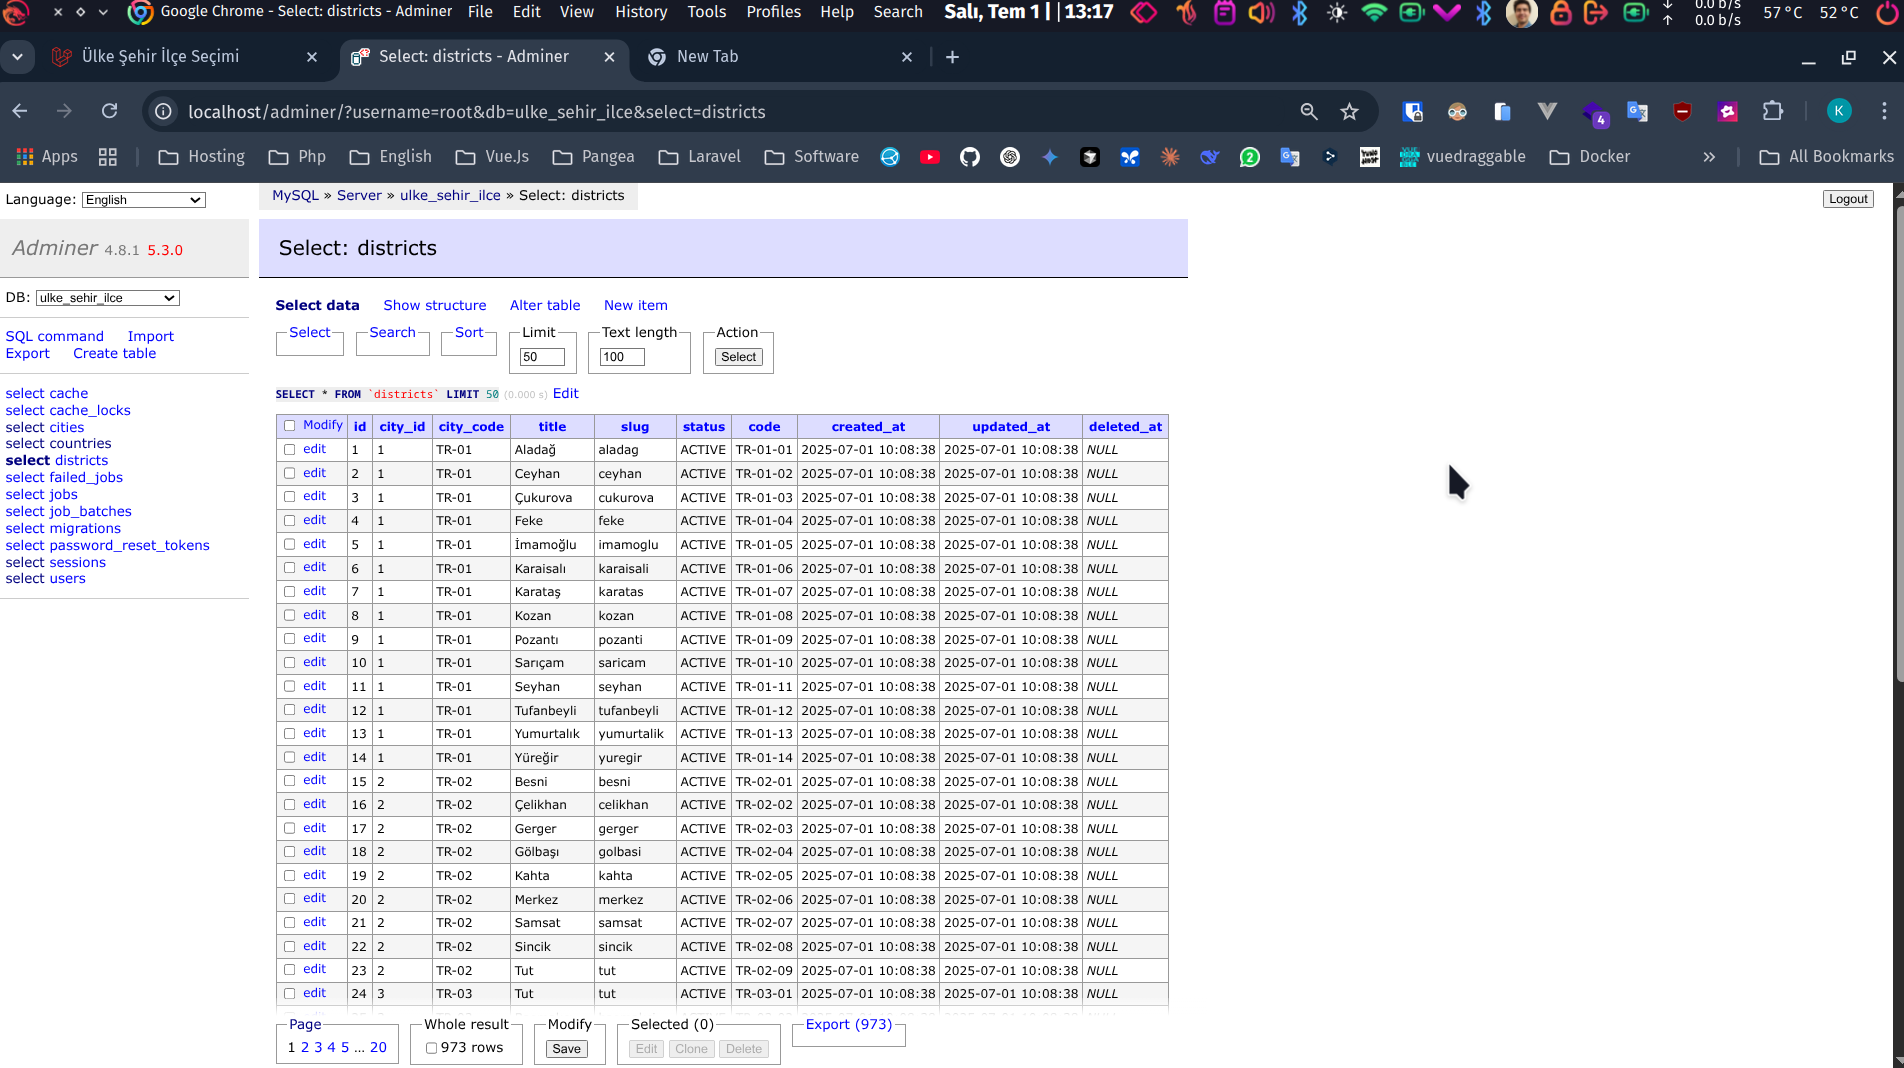 Google Chrome - Select: districts - Adminer File Edit View History Tools Profiles Help Search Salı, Tem 1 | | 13:17 0.0 b/s 0.0 b/s 57°C 52°C
Ülke Şehir İlçe Seçimi Select: districts - Adminer New Tab
localhost/adminer/?username=root&db=ulke_sehir_ilce&select=districts 4 K
Apps Hosting Php English Vue.Js Pangea Laravel Software 2 vuedraggable Docker » All Bookmarks
Language: English MySQL » Server » ulke_sehir_ilce » Select: districts Logout
Adminer 4.8.1 5.3.0
Select: districts
DB: ulke_sehir_ilce
SQL command Import
Export Create table
select cache
select cache_locks
select cities
select countries
select districts
select failed_jobs
select jobs
select job_batches
select migrations
select password_reset_tokens
select sessions
select users
Select data Show structure Alter table New item
Select Search Sort Limit Text length Action
50 100 Select
SELECT * FROM `districts` LIMIT 50 (0.000 s) Edit
Modify id city_id city_code title slug status code created_at updated_at deleted_at
edit 1 1 TR-01 Aladağ aladag ACTIVE TR-01-01 2025-07-01 10:08:38 2025-07-01 10:08:38 NULL
edit 2 1 TR-01 Ceyhan ceyhan ACTIVE TR-01-02 2025-07-01 10:08:38 2025-07-01 10:08:38 NULL
edit 3 1 TR-01 Çukurova cukurova ACTIVE TR-01-03 2025-07-01 10:08:38 2025-07-01 10:08:38 NULL
edit 4 1 TR-01 Feke feke ACTIVE TR-01-04 2025-07-01 10:08:38 2025-07-01 10:08:38 NULL
edit 5 1 TR-01 İmamoğlu imamoglu ACTIVE TR-01-05 2025-07-01 10:08:38 2025-07-01 10:08:38 NULL
edit 6 1 TR-01 Karaisalı karaisali ACTIVE TR-01-06 2025-07-01 10:08:38 2025-07-01 10:08:38 NULL
edit 7 1 TR-01 Karataş karatas ACTIVE TR-01-07 2025-07-01 10:08:38 2025-07-01 10:08:38 NULL
edit 8 1 TR-01 Kozan kozan ACTIVE TR-01-08 2025-07-01 10:08:38 2025-07-01 10:08:38 NULL
edit 9 1 TR-01 Pozantı pozanti ACTIVE TR-01-09 2025-07-01 10:08:38 2025-07-01 10:08:38 NULL
edit 10 1 TR-01 Sarıçam saricam ACTIVE TR-01-10 2025-07-01 10:08:38 2025-07-01 10:08:38 NULL
edit 11 1 TR-01 Seyhan seyhan ACTIVE TR-01-11 2025-07-01 10:08:38 2025-07-01 10:08:38 NULL
edit 12 1 TR-01 Tufanbeyli tufanbeyli ACTIVE TR-01-12 2025-07-01 10:08:38 2025-07-01 10:08:38 NULL
edit 13 1 TR-01 Yumurtalık yumurtalik ACTIVE TR-01-13 2025-07-01 10:08:38 2025-07-01 10:08:38 NULL
edit 14 1 TR-01 Yüreğir yuregir ACTIVE TR-01-14 2025-07-01 10:08:38 2025-07-01 10:08:38 NULL
edit 15 2 TR-02 Besni besni ACTIVE TR-02-01 2025-07-01 10:08:38 2025-07-01 10:08:38 NULL
edit 16 2 TR-02 Çelikhan celikhan ACTIVE TR-02-02 2025-07-01 10:08:38 2025-07-01 10:08:38 NULL
edit 17 2 TR-02 Gerger gerger ACTIVE TR-02-03 2025-07-01 10:08:38 2025-07-01 10:08:38 NULL
edit 18 2 TR-02 Gölbaşı golbasi ACTIVE TR-02-04 2025-07-01 10:08:38 2025-07-01 10:08:38 NULL
edit 19 2 TR-02 Kahta kahta ACTIVE TR-02-05 2025-07-01 10:08:38 2025-07-01 10:08:38 NULL
edit 20 2 TR-02 Merkez merkez ACTIVE TR-02-06 2025-07-01 10:08:38 2025-07-01 10:08:38 NULL
edit 21 2 TR-02 Samsat samsat ACTIVE TR-02-07 2025-07-01 10:08:38 2025-07-01 10:08:38 NULL
edit 22 2 TR-02 Sincik sincik ACTIVE TR-02-08 2025-07-01 10:08:38 2025-07-01 10:08:38 NULL
edit 23 2 TR-02 Tut tut ACTIVE TR-02-09 2025-07-01 10:08:38 2025-07-01 10:08:38 NULL
edit 24 3 TR-03 Tut tut ACTIVE TR-03-01 2025-07-01 10:08:38 2025-07-01 10:08:38 NULL
Page Whole result Modify Selected (0) Export (973)
1 2 3 4 5 ... 20 973 rows Save Edit Clone Delete